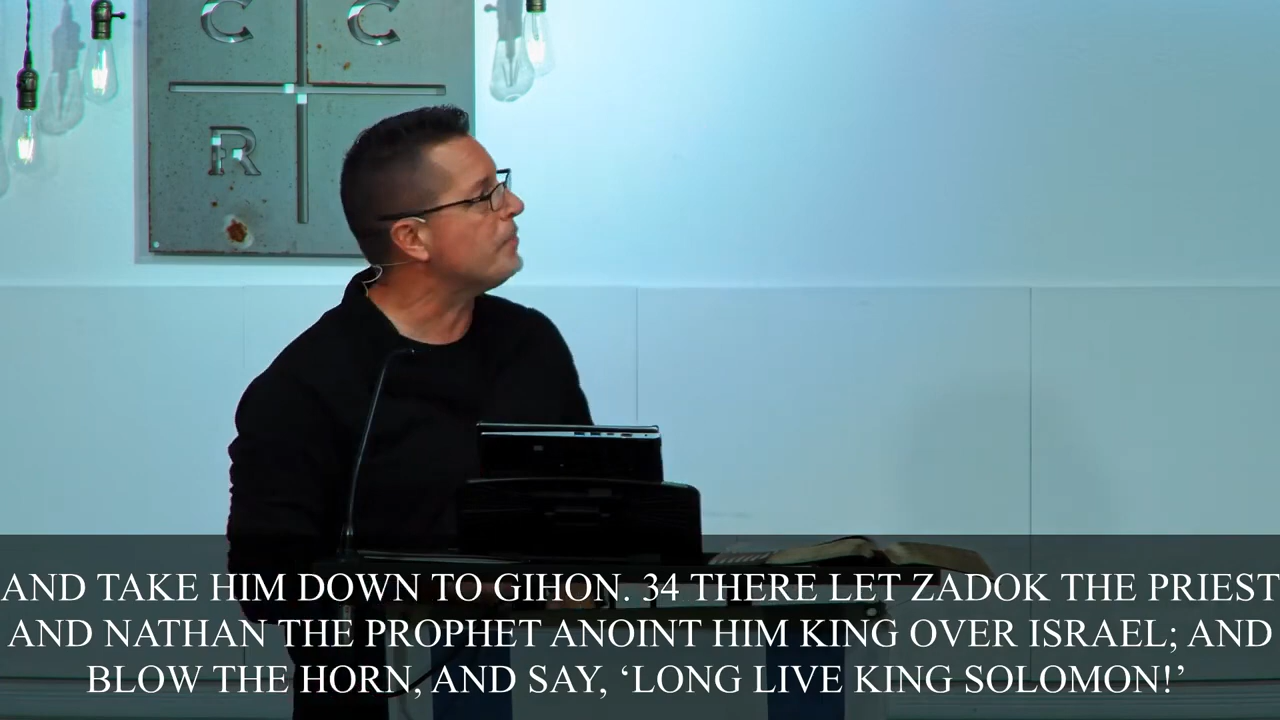 C C
R
AND TAKE HIM DOWN TO GIHON. 34 THERE LET ZADOK THE PRIEST
AND NATHAN THE PROPHET ANOINT HIM KING OVER ISRAEL; AND
BLOW THE HORN, AND SAY, ‘LONG LIVE KING SOLOMON!’